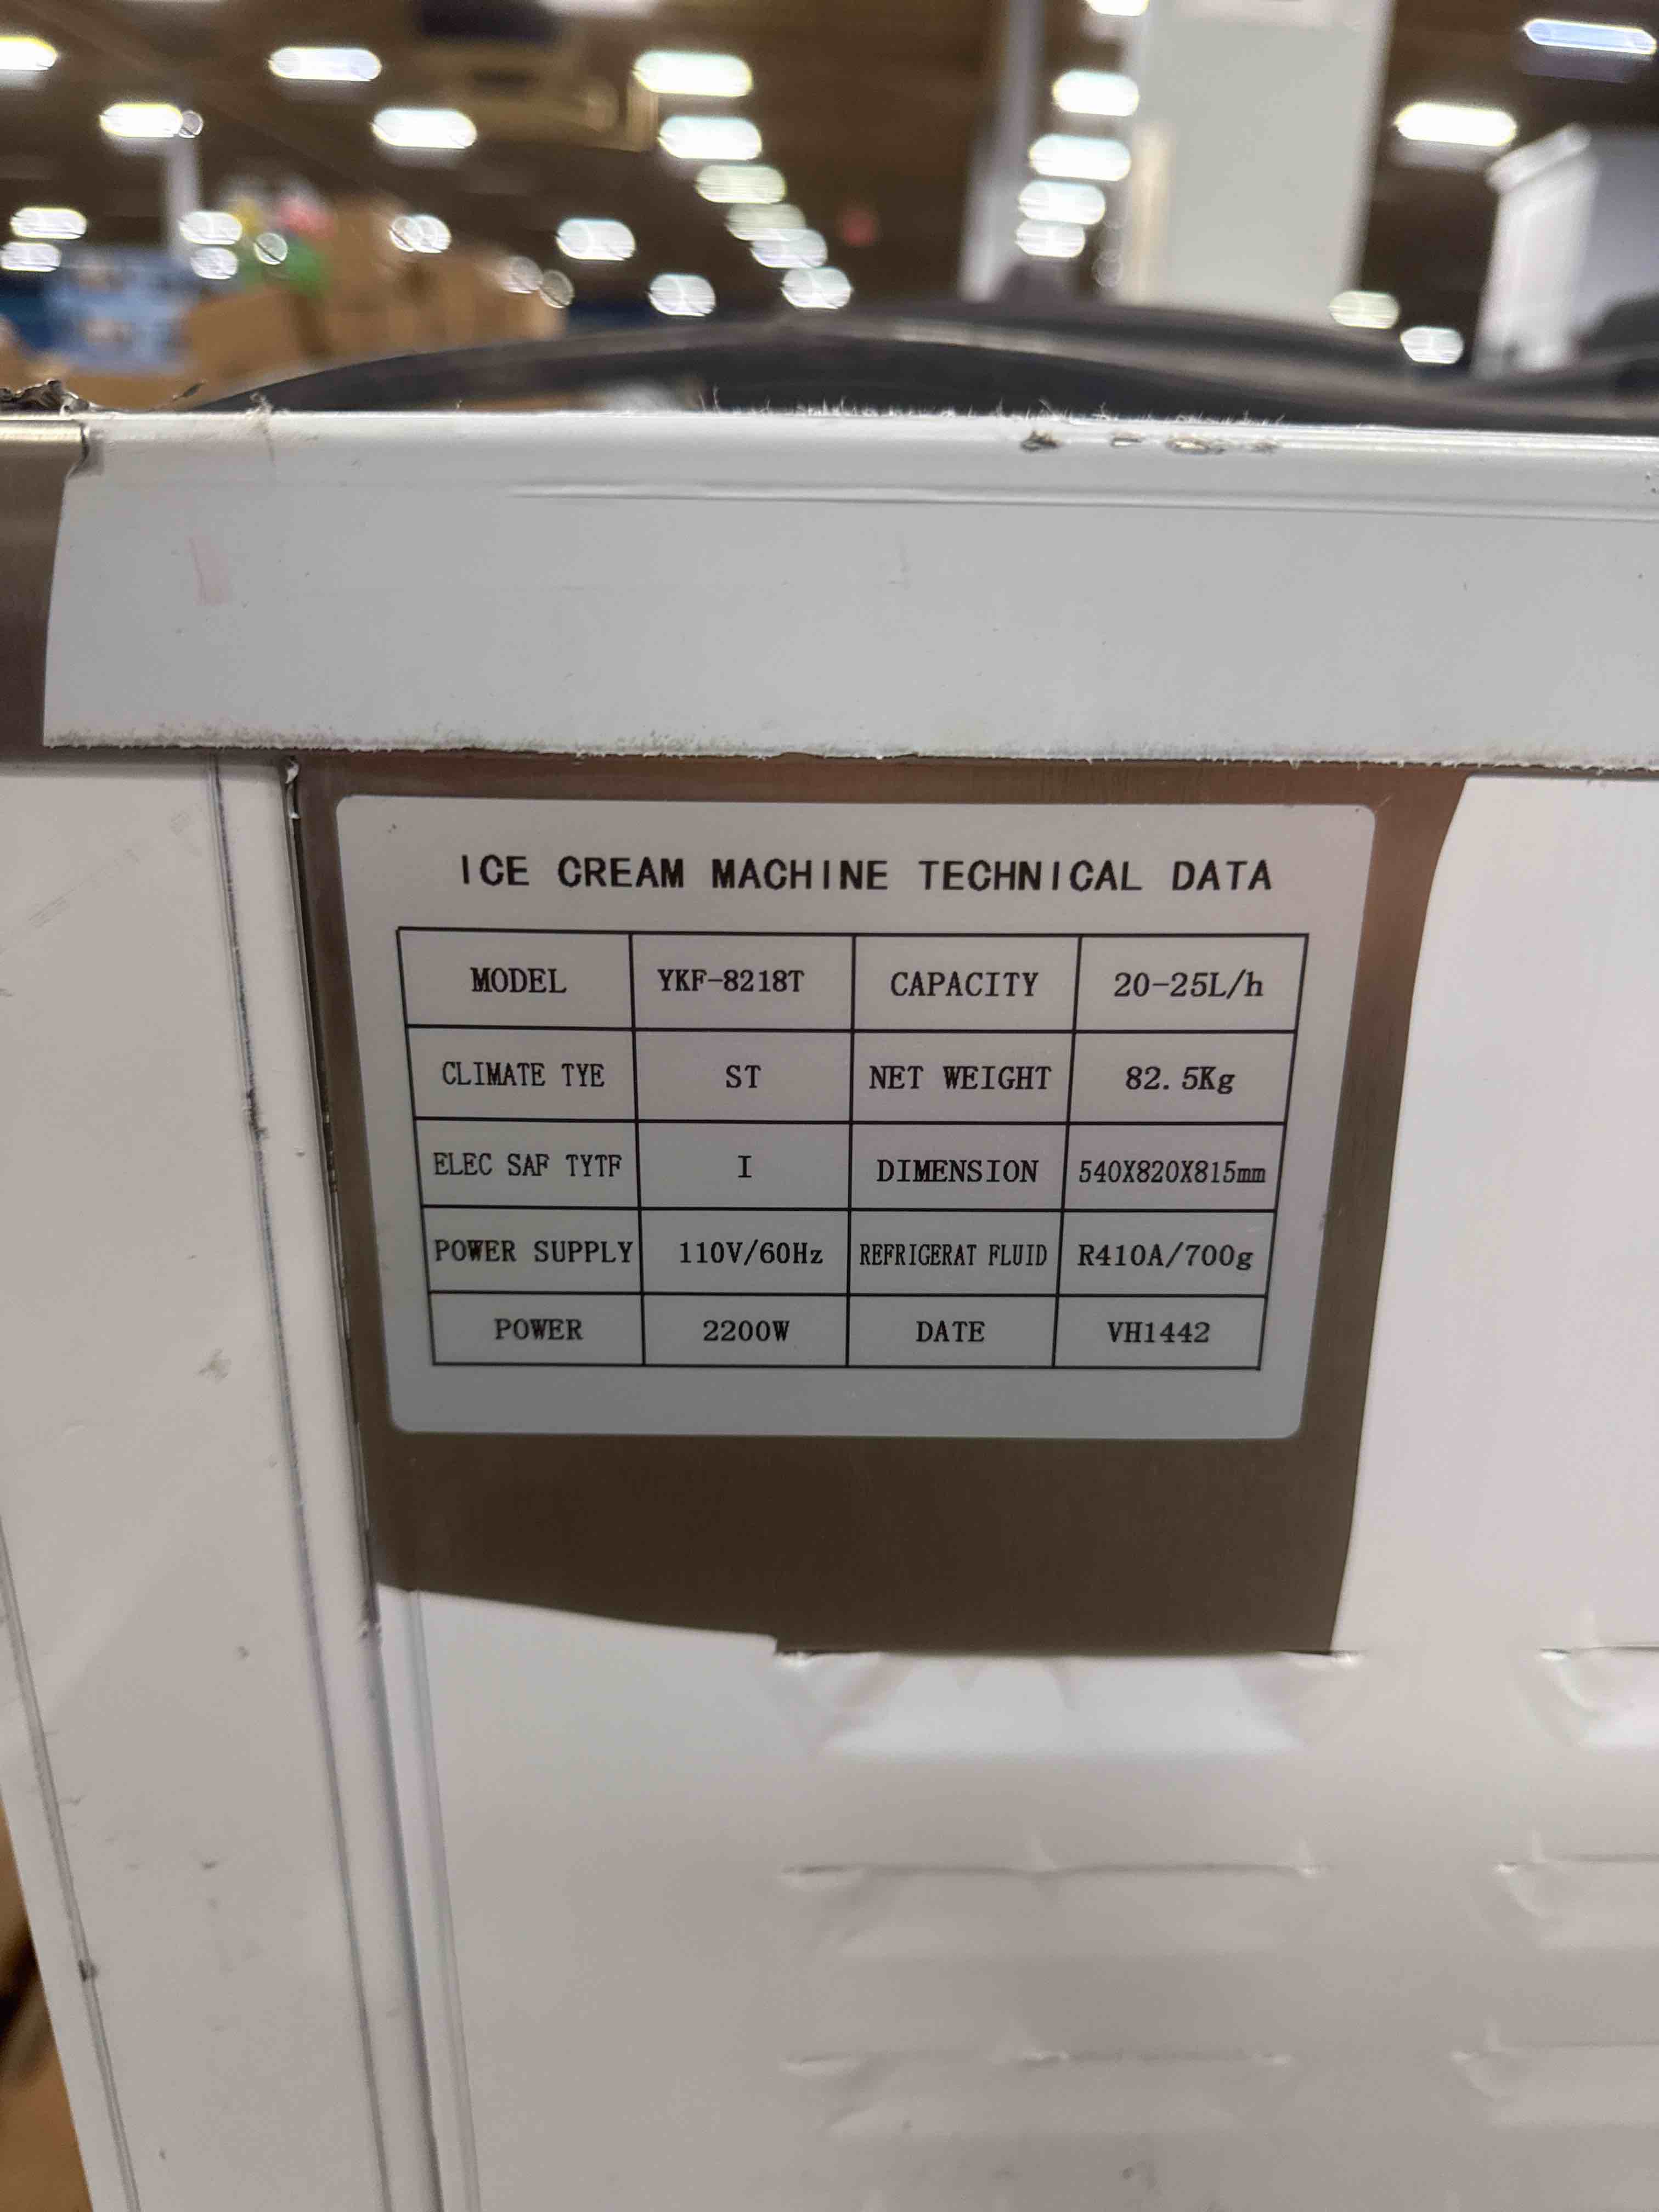 ICE CREAM MACHINE TECHNICAL DATA
MODEL YKF-8218T CAPACITY 20-25L/h
CLIMATE TYE ST NET WEIGHT 82.5Kg
ELEC SAF TYTF I DIMENSION 540X820X815mm
POWER SUPPLY 110V/60Hz REFRIGERAT FLUID R410A/700g
POWER 2200W DATE VH1442